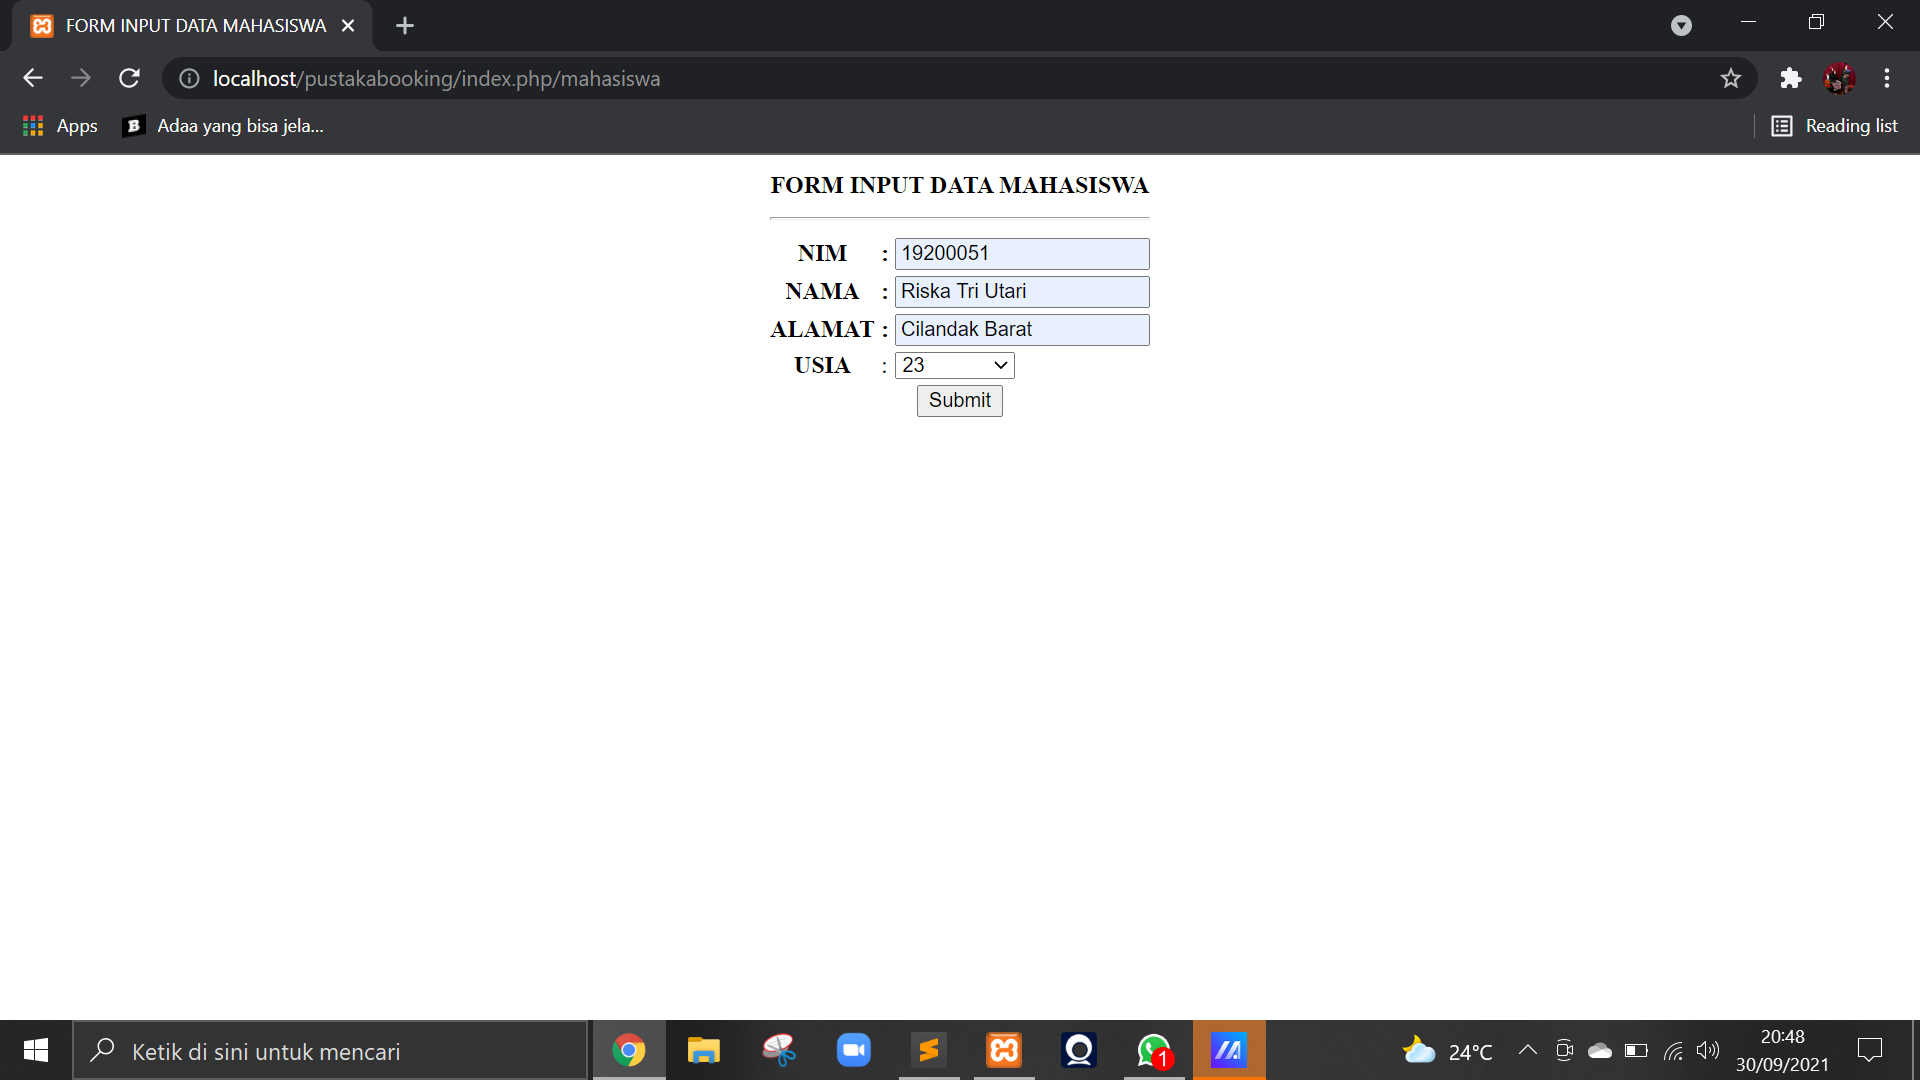 FORM INPUT DATA MAHASISWA
localhost/pustakabooking/index.php/mahasiswa
Apps
B Adaa yang bisa jela...
Reading list
FORM INPUT DATA MAHASISWA
NIM : 19200051
NAMA : Riska Tri Utari
ALAMAT : Cilandak Barat
USIA : 23
Submit
Ketik di sini untuk mencari
1
24°C
20:48
30/09/2021